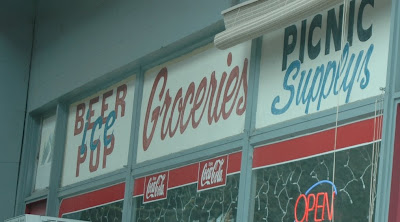 BEER
ICE
POP
Groceries
PICNIC
Supplys
Coca-Cola
Coca-Cola
OPEN